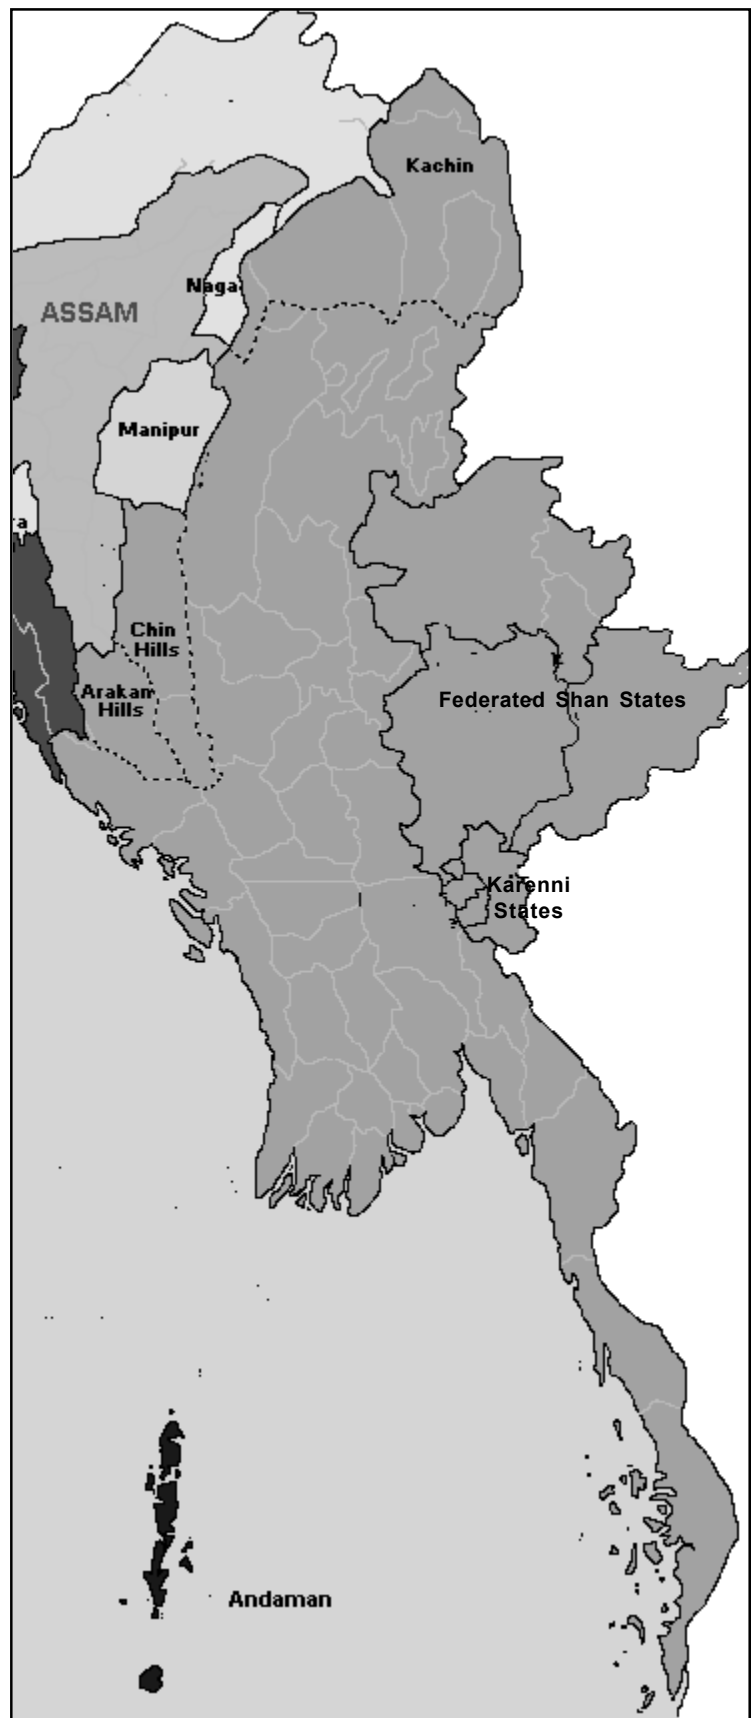 Kachin
Naga
ASSAM
Manipur
a
Chin
Hills
Arakan
Hills
Federated Shan States
Karenni
States
Andaman